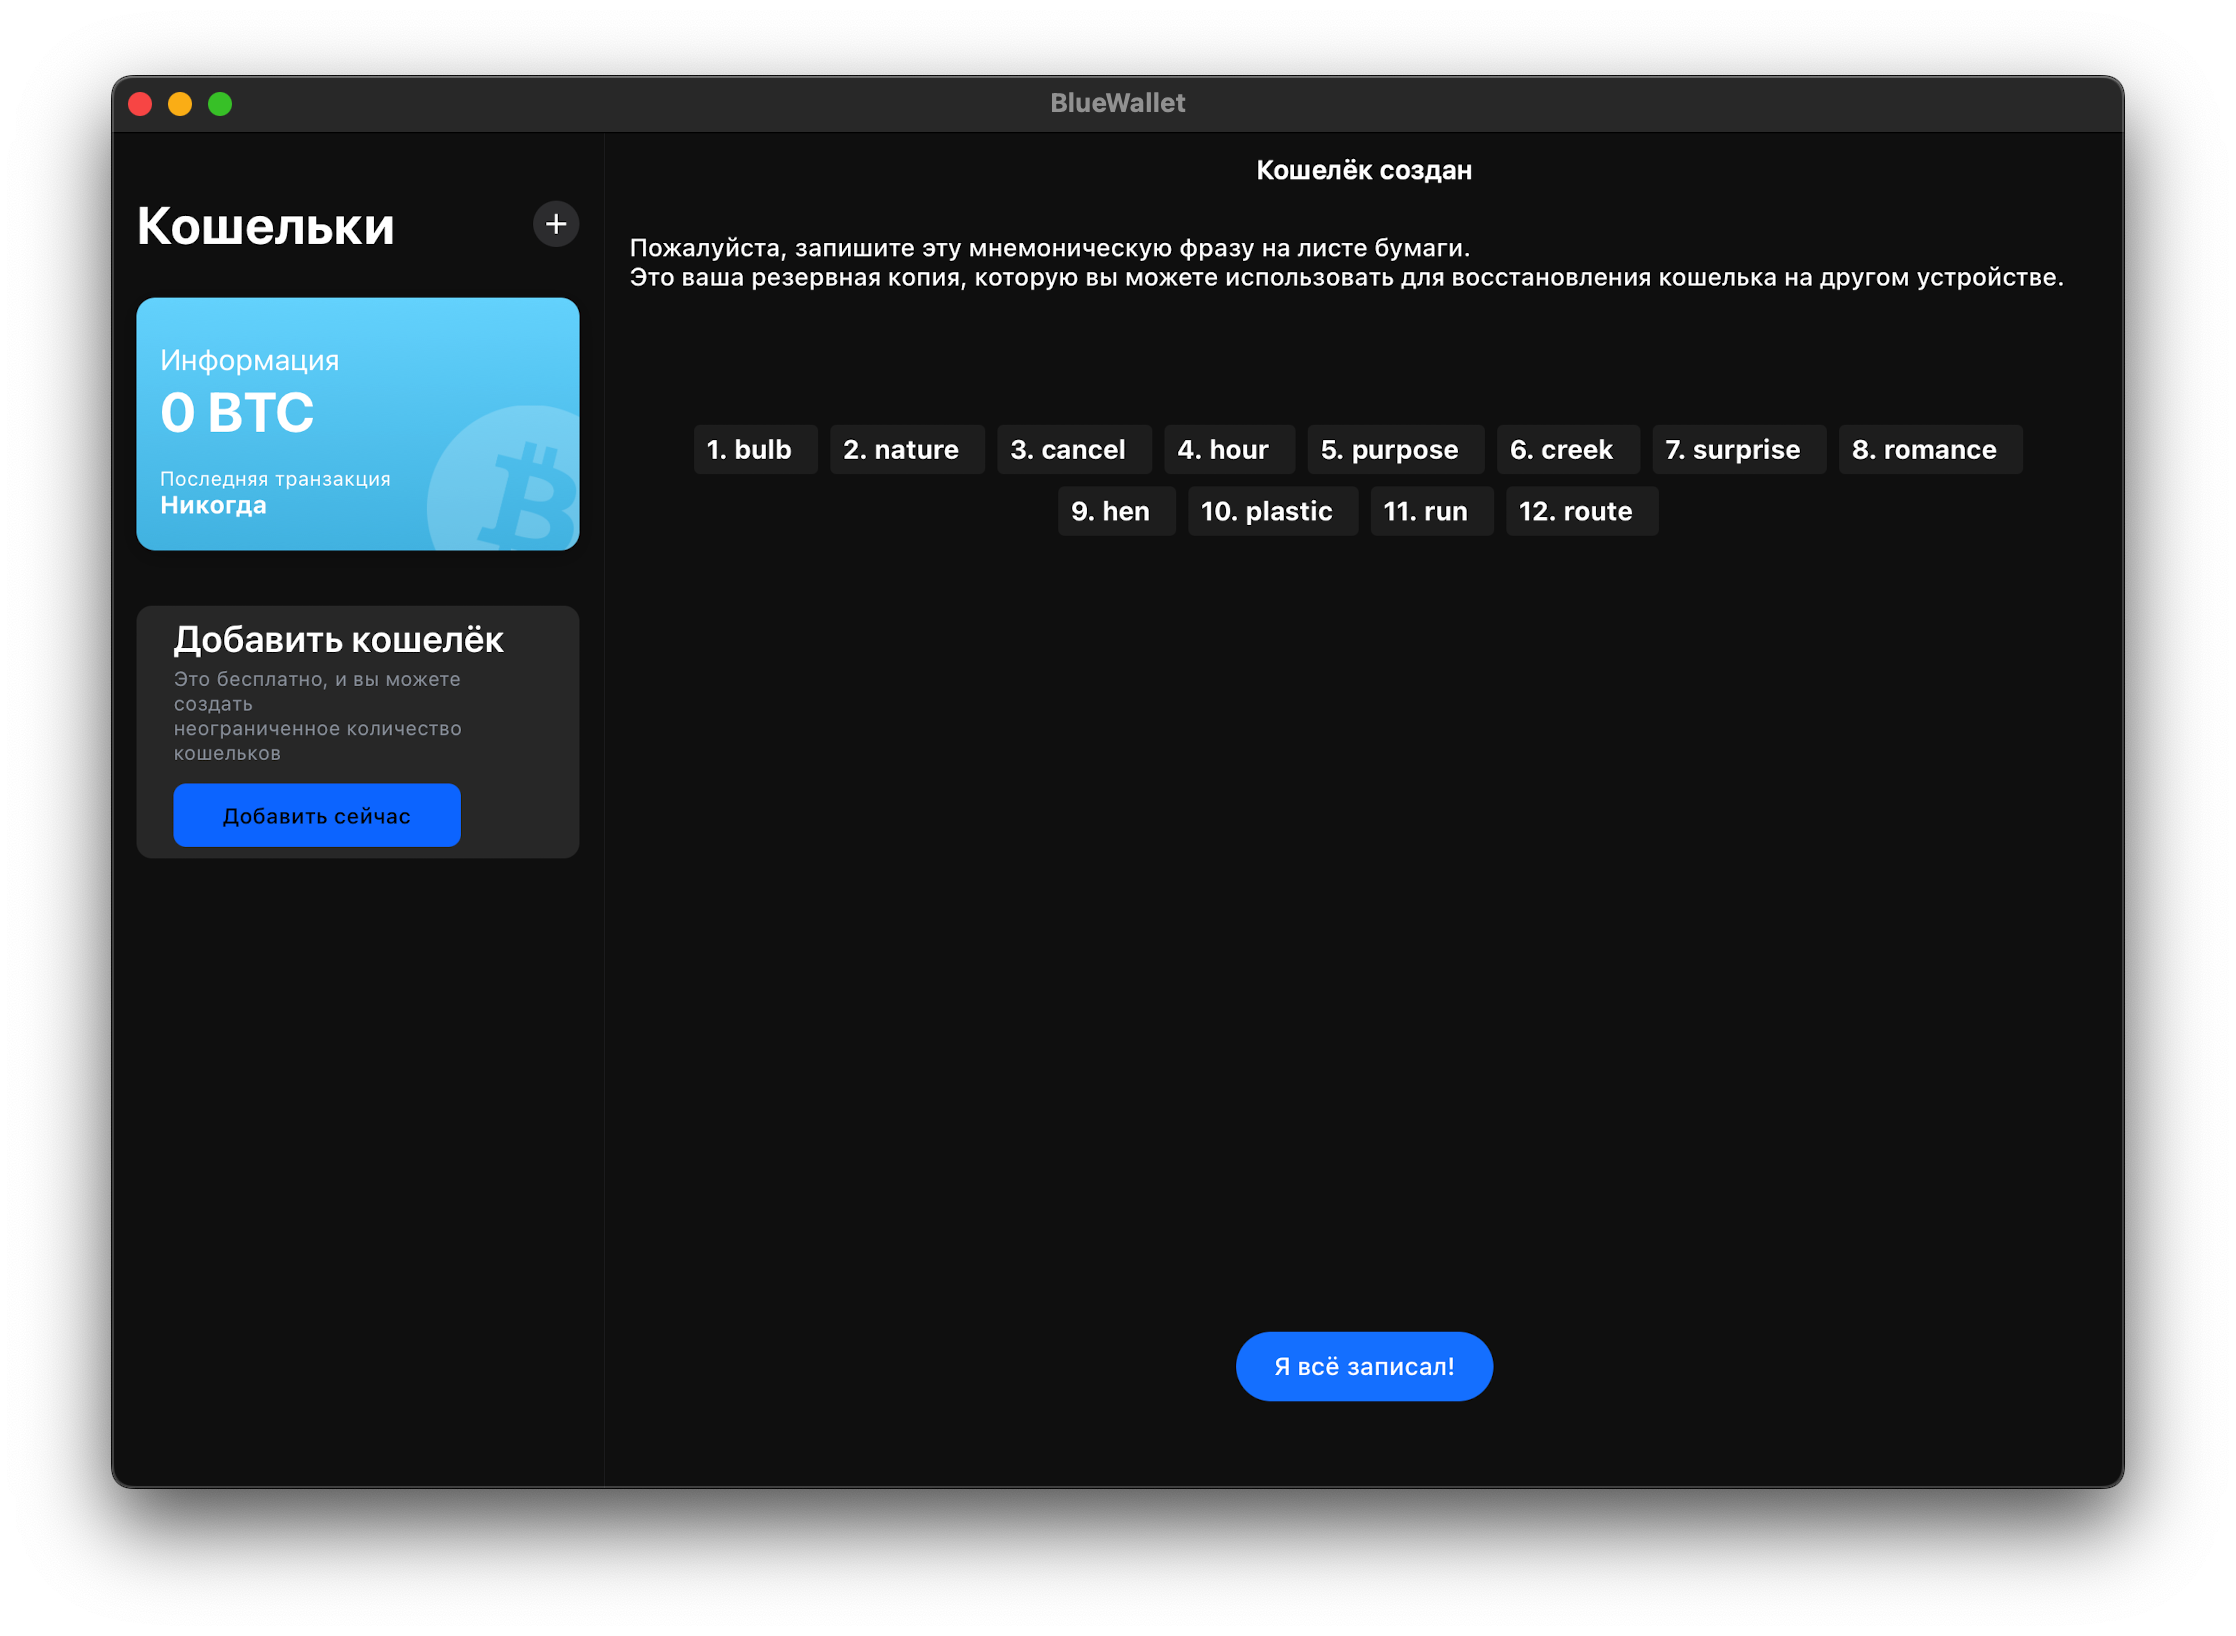 BlueWallet
Кошельки
+
Информация
0 BTC
Последняя транзакция
Никогда
Добавить кошелёк
Это бесплатно, и вы можете
создать
неограниченное количество
кошельков
Добавить сейчас
Кошелёк создан
Пожалуйста, запишите эту мнемоническую фразу на листе бумаги.
Это ваша резервная копия, которую вы можете использовать для восстановления кошелька на другом устройстве.
1. bulb 2. nature 3. cancel 4. hour 5. purpose 6. creek 7. surprise 8. romance
9. hen 10. plastic 11. run 12. route
Я всё записал!